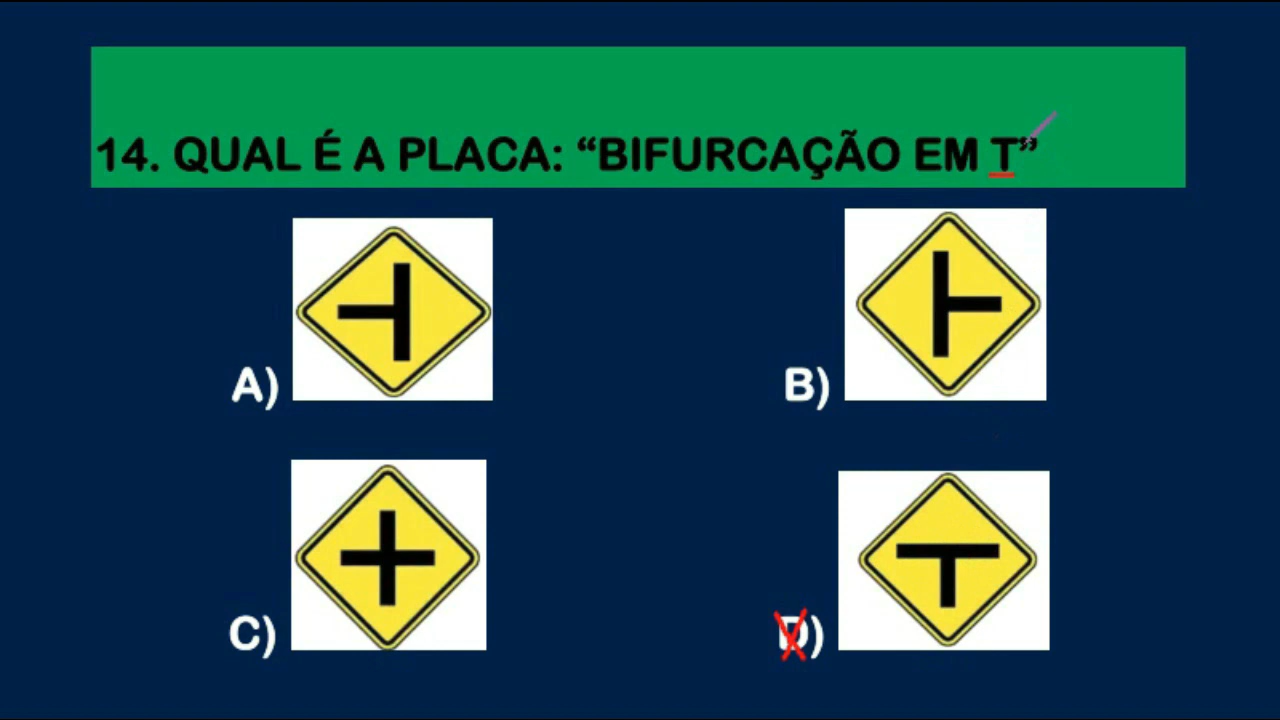 14. QUAL É A PLACA: “BIFURCAÇÃO EM T”
A)
B)
C)
D)